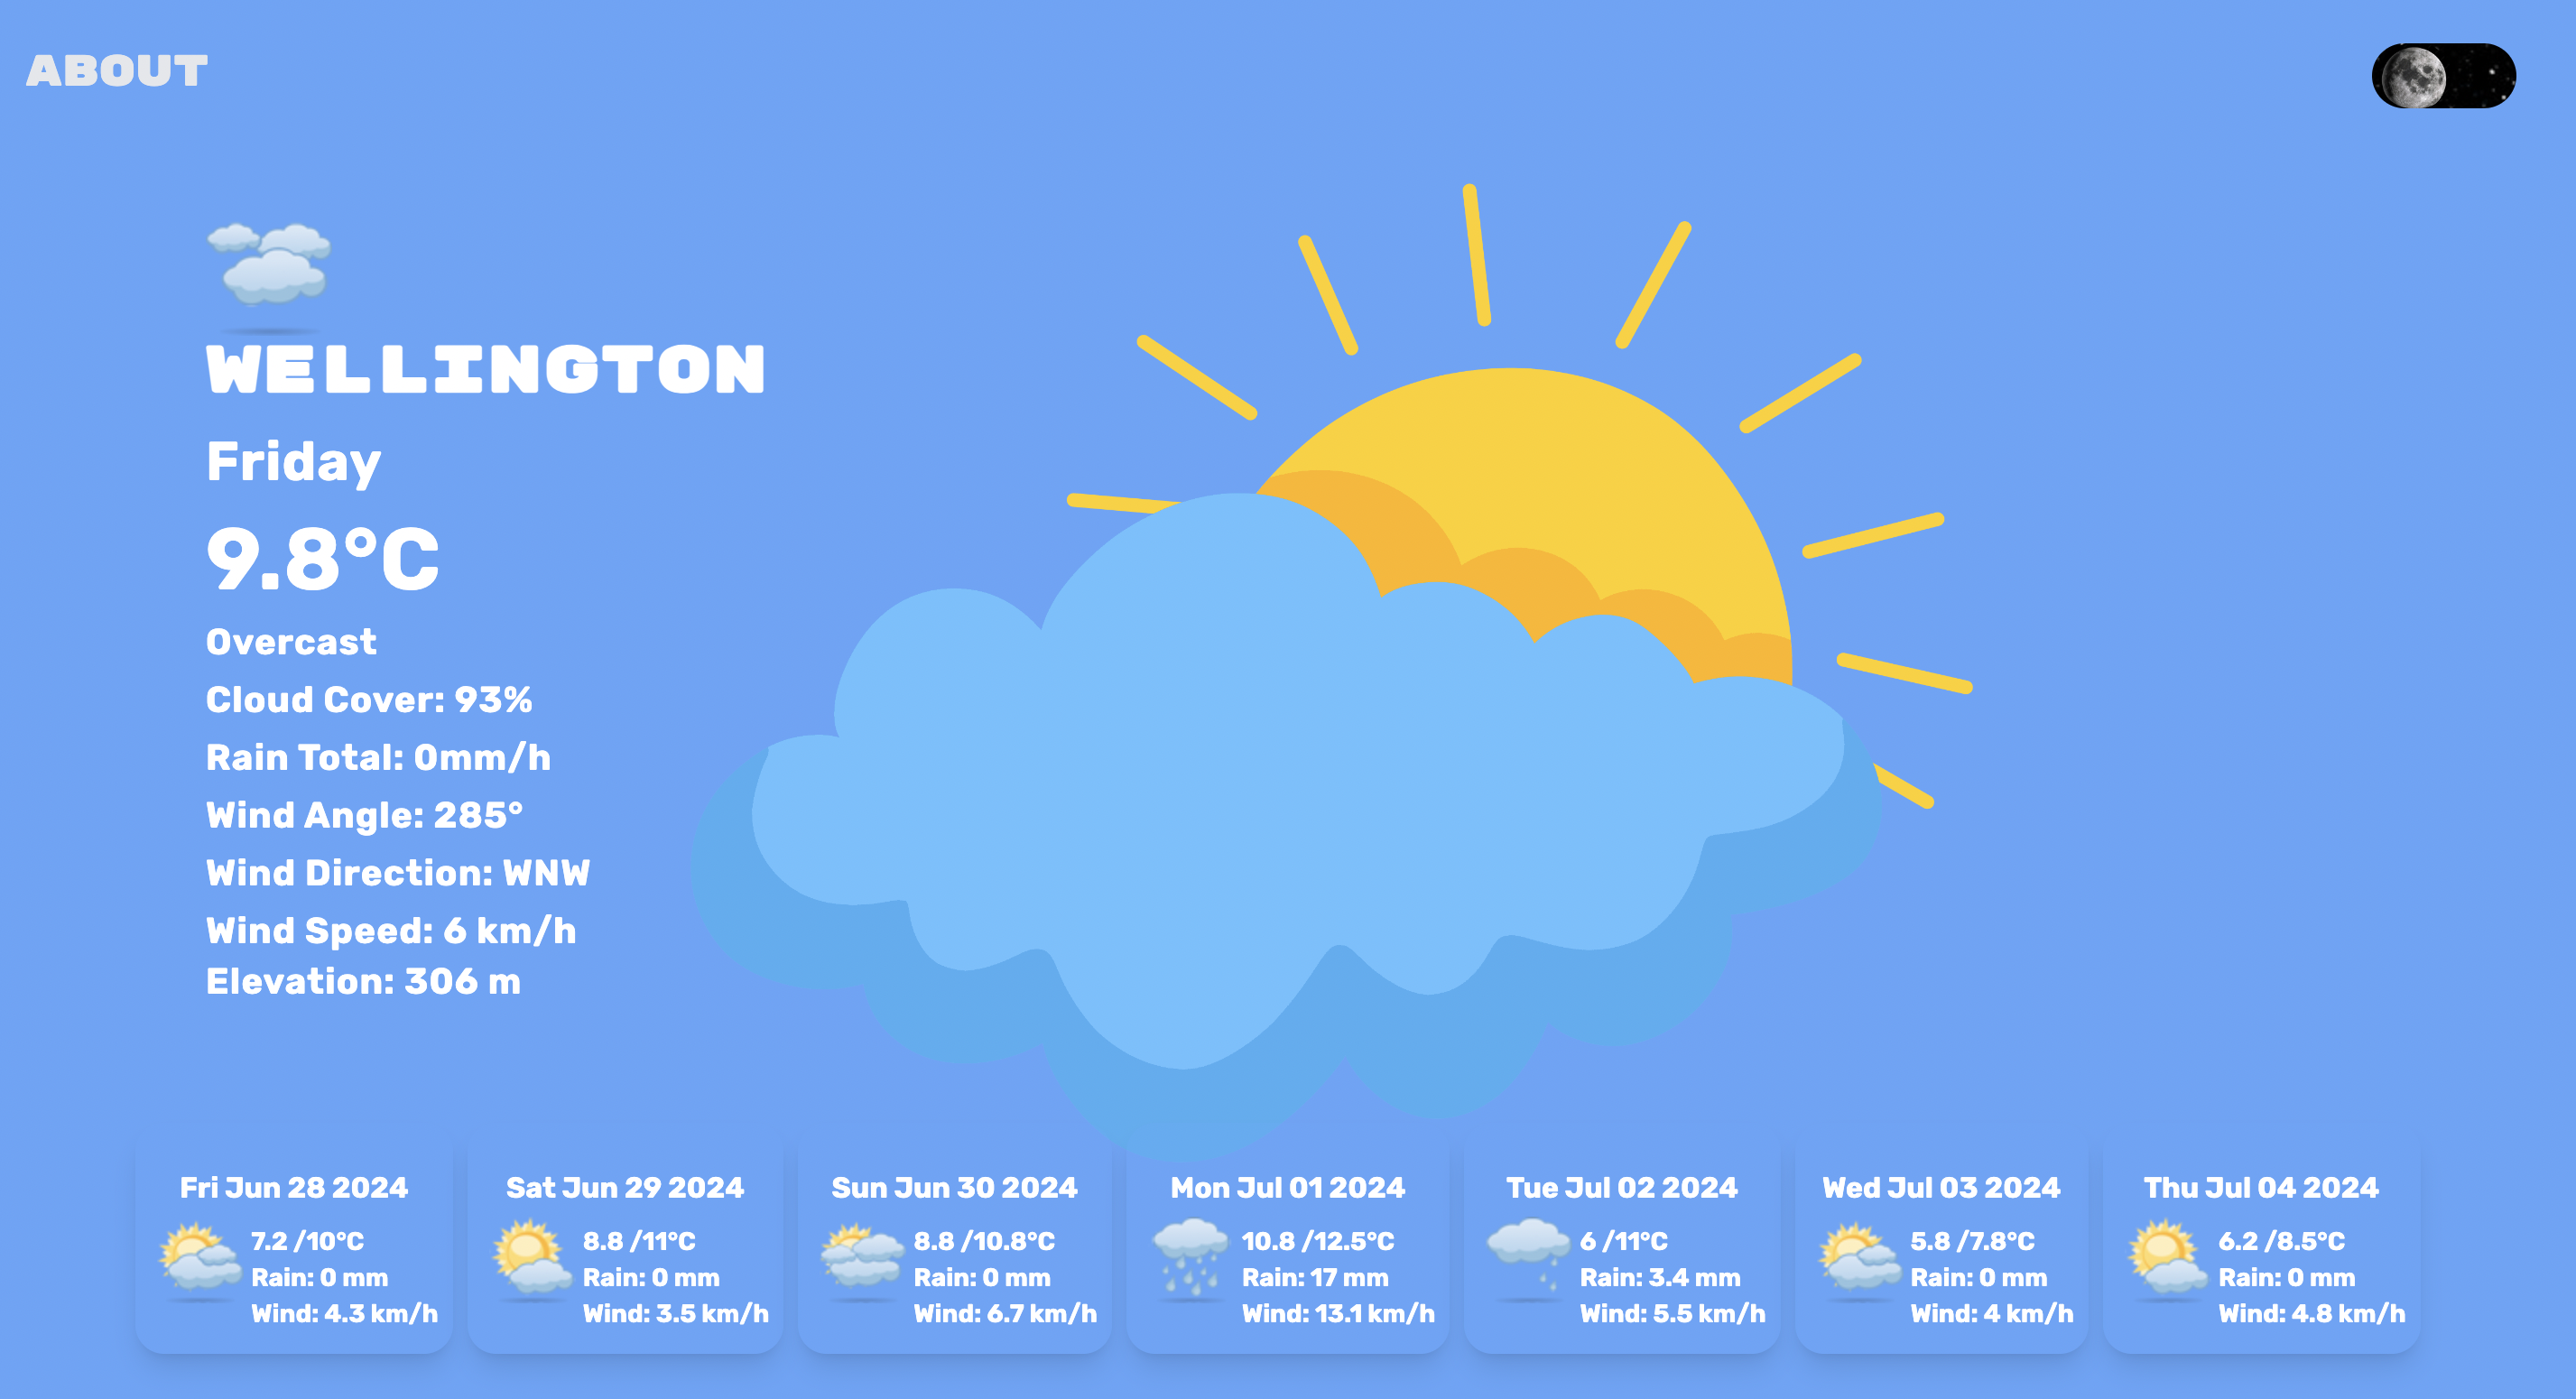 ABOUT
WELLINGTON
Friday
9.8°C
Overcast
Cloud Cover: 93%
Rain Total: 0mm/h
Wind Angle: 285°
Wind Direction: WNW
Wind Speed: 6 km/h
Elevation: 306 m
Fri Jun 28 2024
7.2 /10°C
Rain: 0 mm
Wind: 4.3 km/h
Sat Jun 29 2024
8.8 /11°C
Rain: 0 mm
Wind: 3.5 km/h
Sun Jun 30 2024
8.8 /10.8°C
Rain: 0 mm
Wind: 6.7 km/h
Mon Jul 01 2024
10.8 /12.5°C
Rain: 17 mm
Wind: 13.1 km/h
Tue Jul 02 2024
6 /11°C
Rain: 3.4 mm
Wind: 5.5 km/h
Wed Jul 03 2024
5.8 /7.8°C
Rain: 0 mm
Wind: 4 km/h
Thu Jul 04 2024
6.2 /8.5°C
Rain: 0 mm
Wind: 4.8 km/h